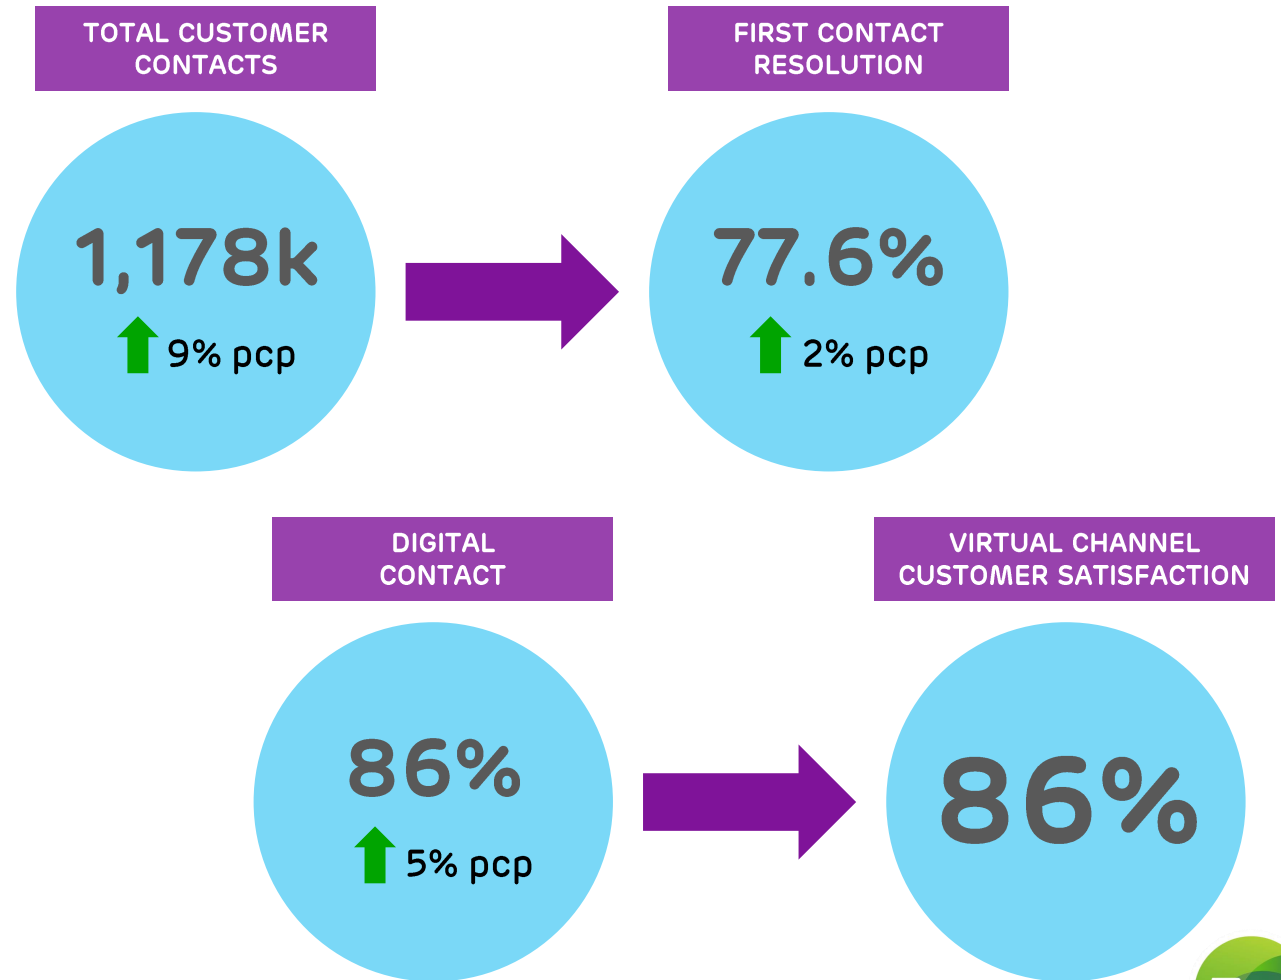 TOTAL CUSTOMER
CONTACTS
1,178k
9% pcp
FIRST CONTACT
RESOLUTION
77.6%
2% pcp
DIGITAL
CONTACT
86%
5% pcp
VIRTUAL CHANNEL
CUSTOMER SATISFACTION
86%